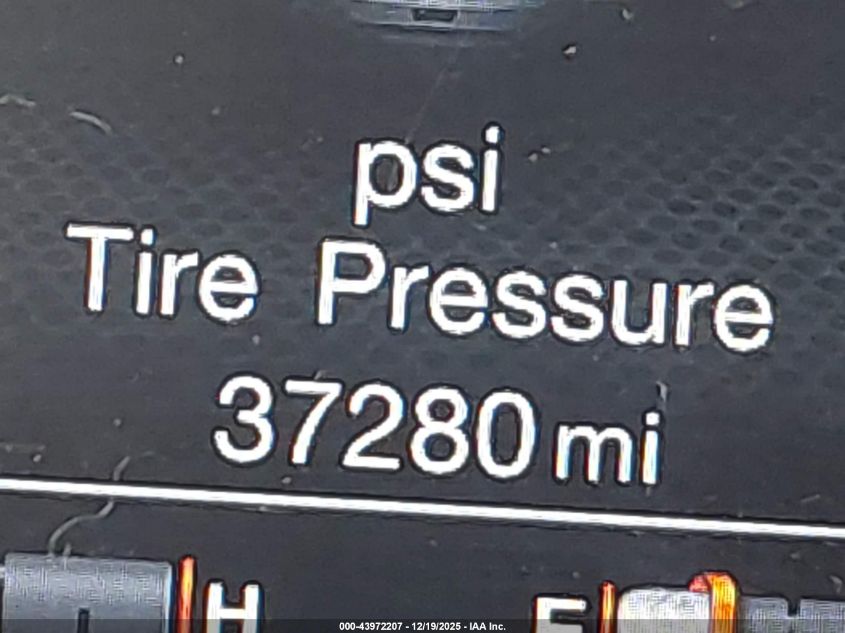 psi
Tire Pressure
37280 mi
H E
000-43972207 - 12/19/2025 - IAA Inc.